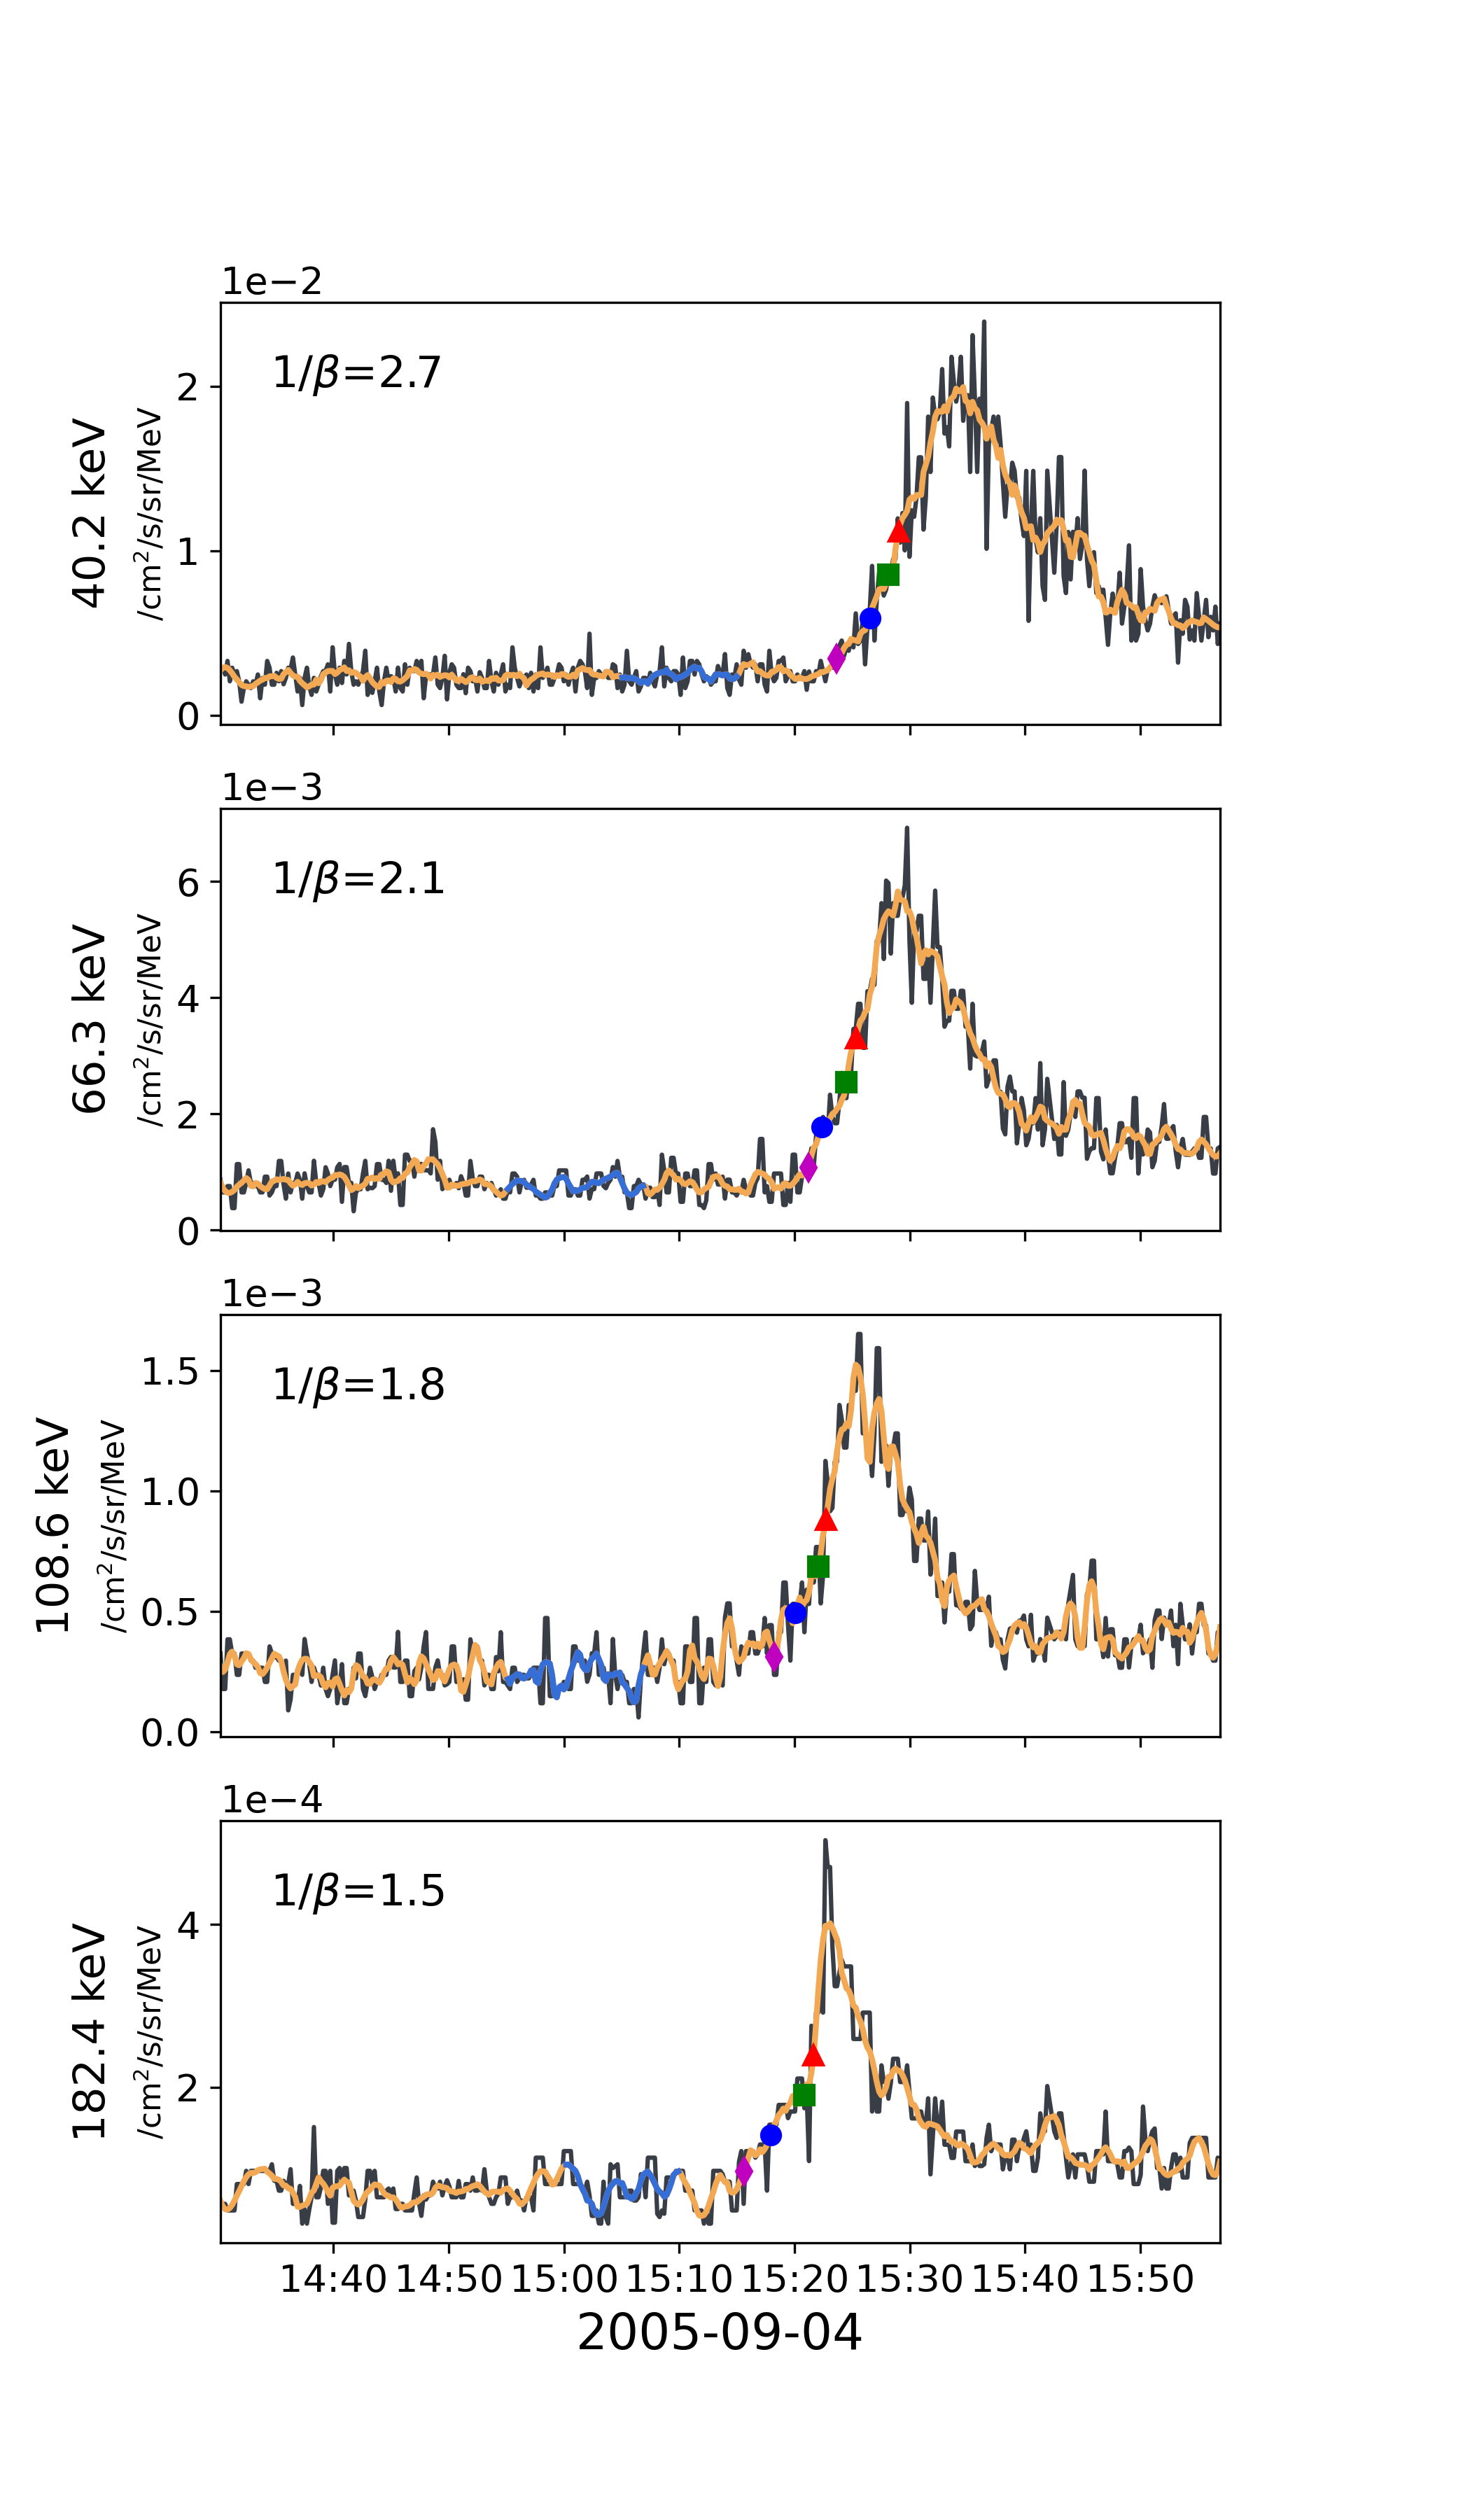 1e−2
1/β=2.7
2
1
0
40.2 keV
/cm²/s/sr/MeV
1e−3
1/β=2.1
6
4
2
0
66.3 keV
/cm²/s/sr/MeV
1e−3
1/β=1.8
1.5
1.0
0.5
0.0
108.6 keV
/cm²/s/sr/MeV
1e−4
1/β=1.5
4
2
182.4 keV
/cm²/s/sr/MeV
14:40 14:50 15:00 15:10 15:20 15:30 15:40 15:50
2005-09-04